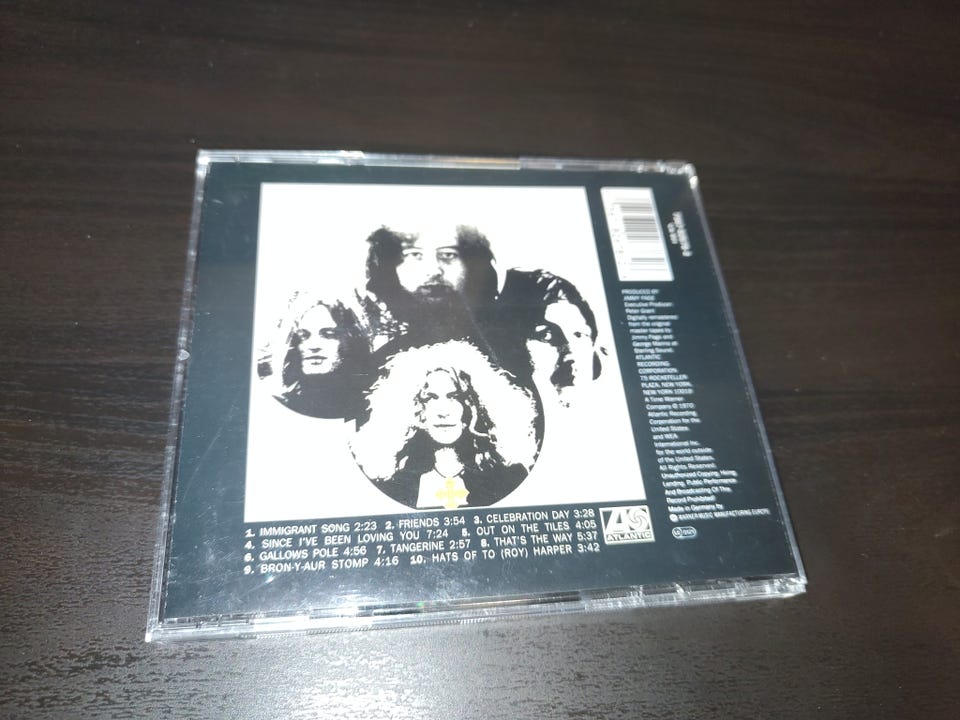 PRODUCED BY
JIMMY PAGE
Executive Producer:
Peter Grant
Digitally remastered
from the original
master tapes by
Jimmy Page and
George Marino at
Sterling Sound.
ATLANTIC
RECORDING
CORPORATION
75 ROCKEFELLER
PLAZA, NEW YORK,
NEW YORK 10019
A Time Warner
Company © 1970
Atlantic Recording
Corporation for the
United States
and WEA
International Inc.
for the world outside
of the United States.
All Rights Reserved.
Unauthorized Copying, Hiring,
Lending, Public Performance
And Broadcasting Of This
Record Prohibited!
Made in Germany by
WARNER MUSIC MANUFACTURING EUROPE
1. IMMIGRANT SONG 2:23 2. FRIENDS 3:54 3. CELEBRATION DAY 3:28
4. SINCE I'VE BEEN LOVING YOU 7:24 5. OUT ON THE TILES 4:05
6. GALLOWS POLE 4:56 7. TANGERINE 2:57 8. THAT'S THE WAY 5:37
9. BRON-Y-AUR STOMP 4:16 10. HATS OF TO (ROY) HARPER 3:42
ATLANTIC